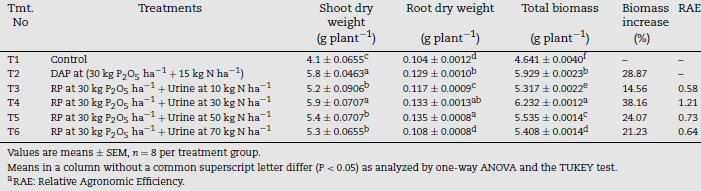 Tmt. No Treatments Shoot dry weight (g plant⁻¹) Root dry weight (g plant⁻¹) Total biomass (g plant⁻¹) Biomass increase (%) RAE
T1 Control 4.1 ± 0.0655ᶜ 0.104 ± 0.0012ᵈ 4.641 ± 0.0040ᶠ – –
T2 DAP at (30 kg P₂O₅ ha⁻¹ + 15 kg N ha⁻¹) 5.8 ± 0.0463ᵃ 0.129 ± 0.0010ᵇ 5.929 ± 0.0023ᵇ 28.87 –
T3 RP at 30 kg P₂O₅ ha⁻¹ + Urine at 10 kg N ha⁻¹ 5.2 ± 0.0906ᵇ 0.117 ± 0.0009ᶜ 5.317 ± 0.0022ᵉ 14.56 0.58
T4 RP at 30 kg P₂O₅ ha⁻¹ + Urine at 30 kg N ha⁻¹ 5.9 ± 0.0707ᵃ 0.133 ± 0.0013ᵃᵇ 6.232 ± 0.0012ᵃ 38.16 1.21
T5 RP at 30 kg P₂O₅ ha⁻¹ + Urine at 50 kg N ha⁻¹ 5.4 ± 0.0707ᵇ 0.135 ± 0.0008ᵃ 5.535 ± 0.0014ᶜ 24.07 0.73
T6 RP at 30 kg P₂O₅ ha⁻¹ + Urine at 70 kg N ha⁻¹ 5.3 ± 0.0655ᵇ 0.108 ± 0.0008ᵈ 5.408 ± 0.0014ᵈ 21.23 0.64
Values are means ± SEM, n = 8 per treatment group.
Means in a column without a common superscript letter differ (P < 0.05) as analyzed by one-way ANOVA and the TUKEY test.
ᵃRAE: Relative Agronomic Efficiency.